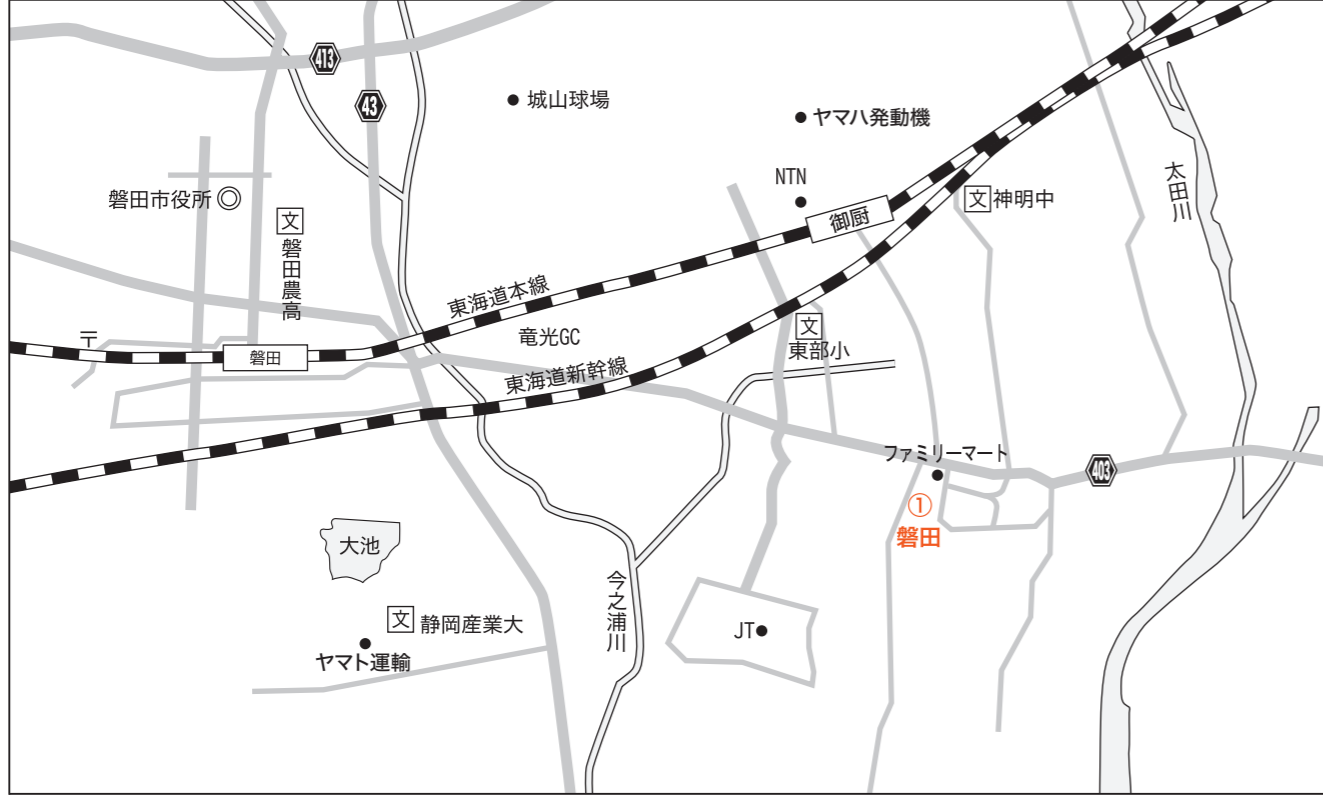 413
43
城山球場
ヤマハ発動機
NTN
磐田市役所
文
磐田農高
御厨
文 神明中
太田川
東海道本線
〒
磐田
竜光GC
文
東部小
東海道新幹線
ファミリーマート
403
①
磐田
大池
今之浦川
文 静岡産業大
JT
ヤマト運輸